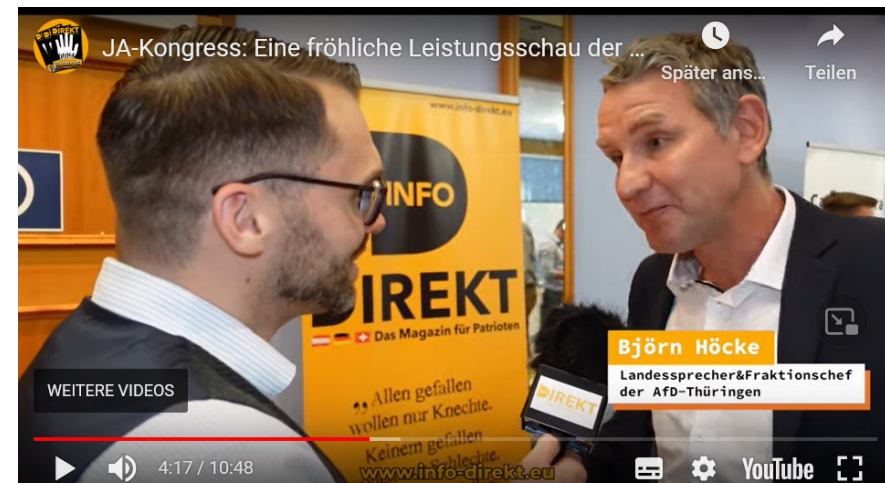 JA-Kongress: Eine fröhliche Leistungsschau der ...
Später ans...
Teilen
www.info-direkt.eu
INFO
DIREKT
Das Magazin für Patrioten
„Allen gefallen
wollen nur Knechte.
Keinem gefallen
Schlechte.
DIREKT
Björn Höcke
Landessprecher&Fraktionschef
der AfD-Thüringen
WEITERE VIDEOS
www.info-direkt.eu
4:17 / 10:48
YouTube